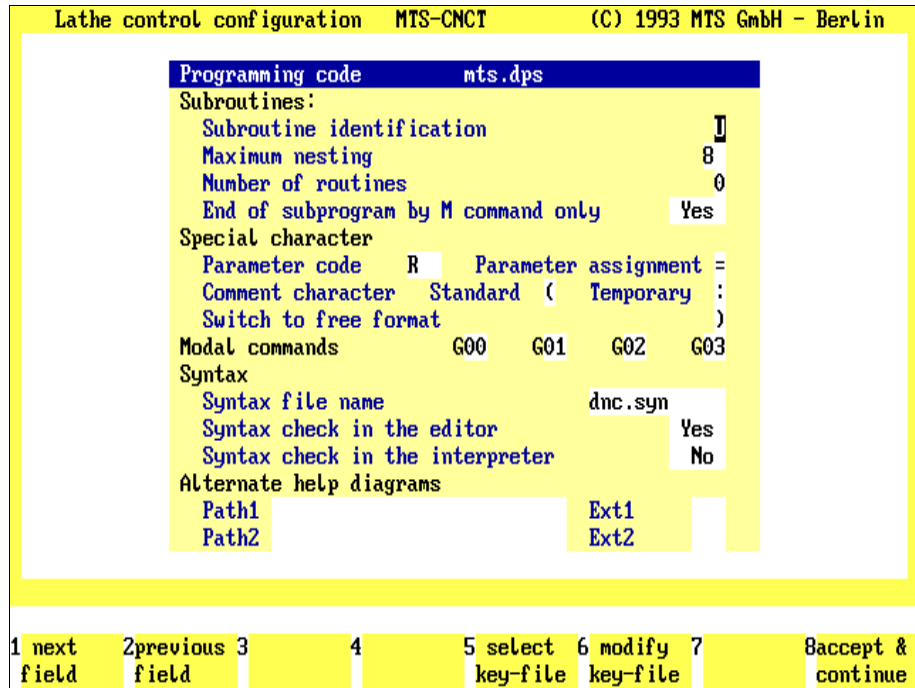 Lathe control configuration MTS-CNCT (C) 1993 MTS GmbH - Berlin
Programming code mts.dps
Subroutines:
Subroutine identification
Maximum nesting 8
Number of routines 0
End of subprogram by M command only Yes
Special character
Parameter code R Parameter assignment =
Comment character Standard ( Temporary :
Switch to free format )
Modal commands G00 G01 G02 G03
Syntax
Syntax file name dnc.syn
Syntax check in the editor Yes
Syntax check in the interpreter No
Alternate help diagrams
Path1 Ext1
Path2 Ext2
1 next 2previous 3 4 5 select 6 modify 7 8accept &
field field key-file key-file continue